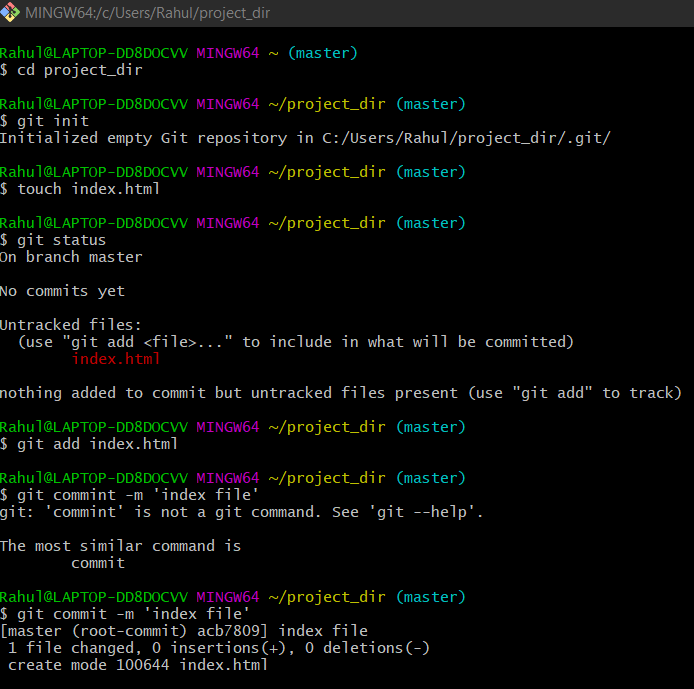 MINGW64:/c/Users/Rahul/project_dir
Rahul@LAPTOP-DD8DOCVV MINGW64 ~ (master)
$ cd project_dir
Rahul@LAPTOP-DD8DOCVV MINGW64 ~/project_dir (master)
$ git init
Initialized empty Git repository in C:/Users/Rahul/project_dir/.git/
Rahul@LAPTOP-DD8DOCVV MINGW64 ~/project_dir (master)
$ touch index.html
Rahul@LAPTOP-DD8DOCVV MINGW64 ~/project_dir (master)
$ git status
On branch master
No commits yet
Untracked files:
(use "git add <file>..." to include in what will be committed)
index.html
nothing added to commit but untracked files present (use "git add" to track)
Rahul@LAPTOP-DD8DOCVV MINGW64 ~/project_dir (master)
$ git add index.html
Rahul@LAPTOP-DD8DOCVV MINGW64 ~/project_dir (master)
$ git commint -m 'index file'
git: 'commint' is not a git command. See 'git --help'.
The most similar command is
commit
Rahul@LAPTOP-DD8DOCVV MINGW64 ~/project_dir (master)
$ git commit -m 'index file'
[master (root-commit) acb7809] index file
1 file changed, 0 insertions(+), 0 deletions(-)
create mode 100644 index.html